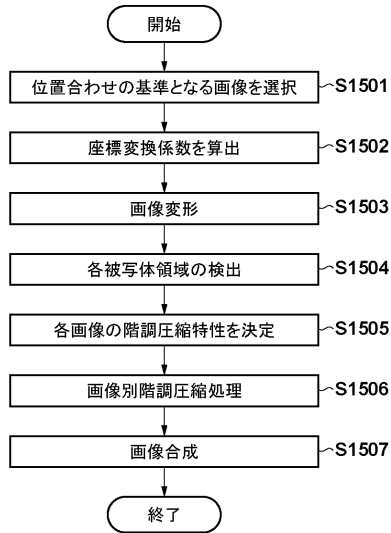 開始
位置合わせの基準となる画像を選択 S1501
座標変換係数を算出 S1502
画像変形 S1503
各被写体領域の検出 S1504
各画像の階調圧縮特性を決定 S1505
画像別階調圧縮処理 S1506
画像合成 S1507
終了